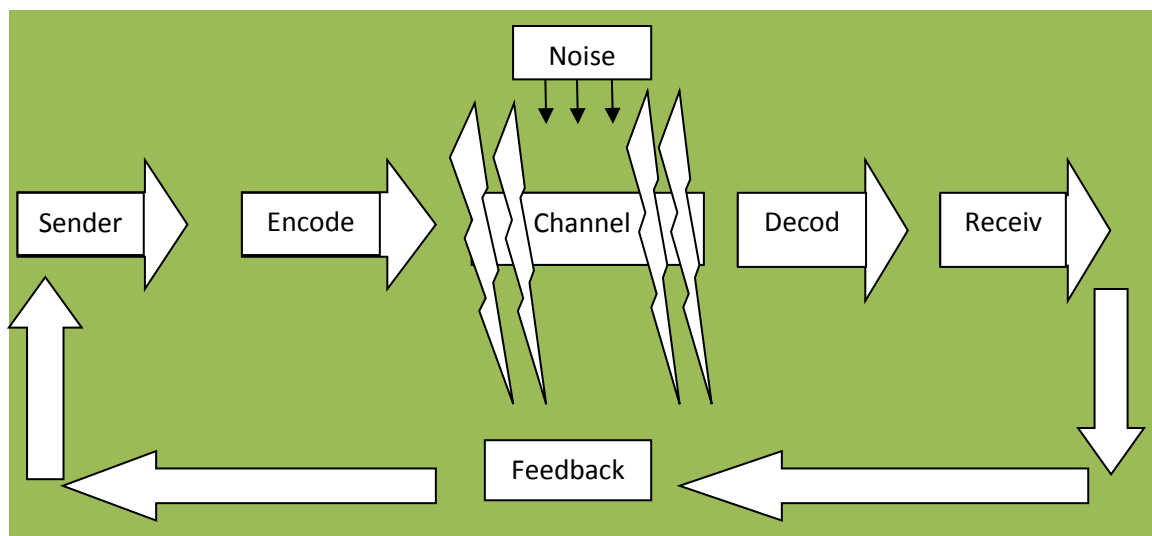 Noise
Sender
Encode
Channel
Decod
Receiv
Feedback